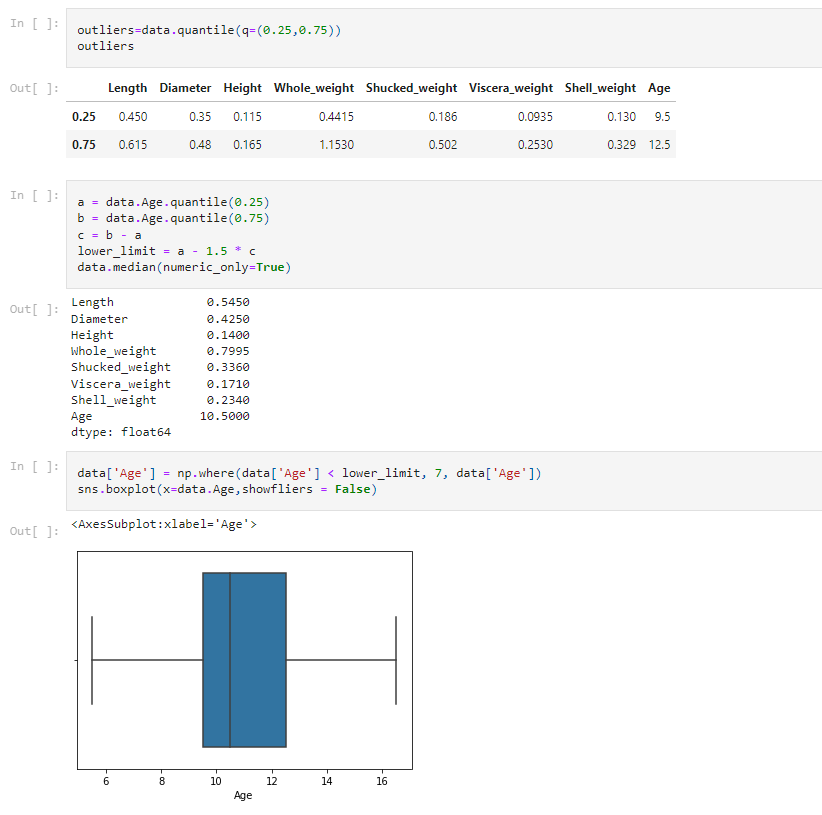 In [ ]: outliers=data.quantile(q=(0.25,0.75))
outliers
Out[ ]: Length Diameter Height Whole_weight Shucked_weight Viscera_weight Shell_weight Age
0.25 0.450 0.35 0.115 0.4415 0.186 0.0935 0.130 9.5
0.75 0.615 0.48 0.165 1.1530 0.502 0.2530 0.329 12.5
In [ ]: a = data.Age.quantile(0.25)
b = data.Age.quantile(0.75)
c = b - a
lower_limit = a - 1.5 * c
data.median(numeric_only=True)
Out[ ]: Length 0.5450
Diameter 0.4250
Height 0.1400
Whole_weight 0.7995
Shucked_weight 0.3360
Viscera_weight 0.1710
Shell_weight 0.2340
Age 10.5000
dtype: float64
In [ ]: data['Age'] = np.where(data['Age'] < lower_limit, 7, data['Age'])
sns.boxplot(x=data.Age,showfliers = False)
Out[ ]: <AxesSubplot:xlabel='Age'>
6 8 10 12 14 16
Age